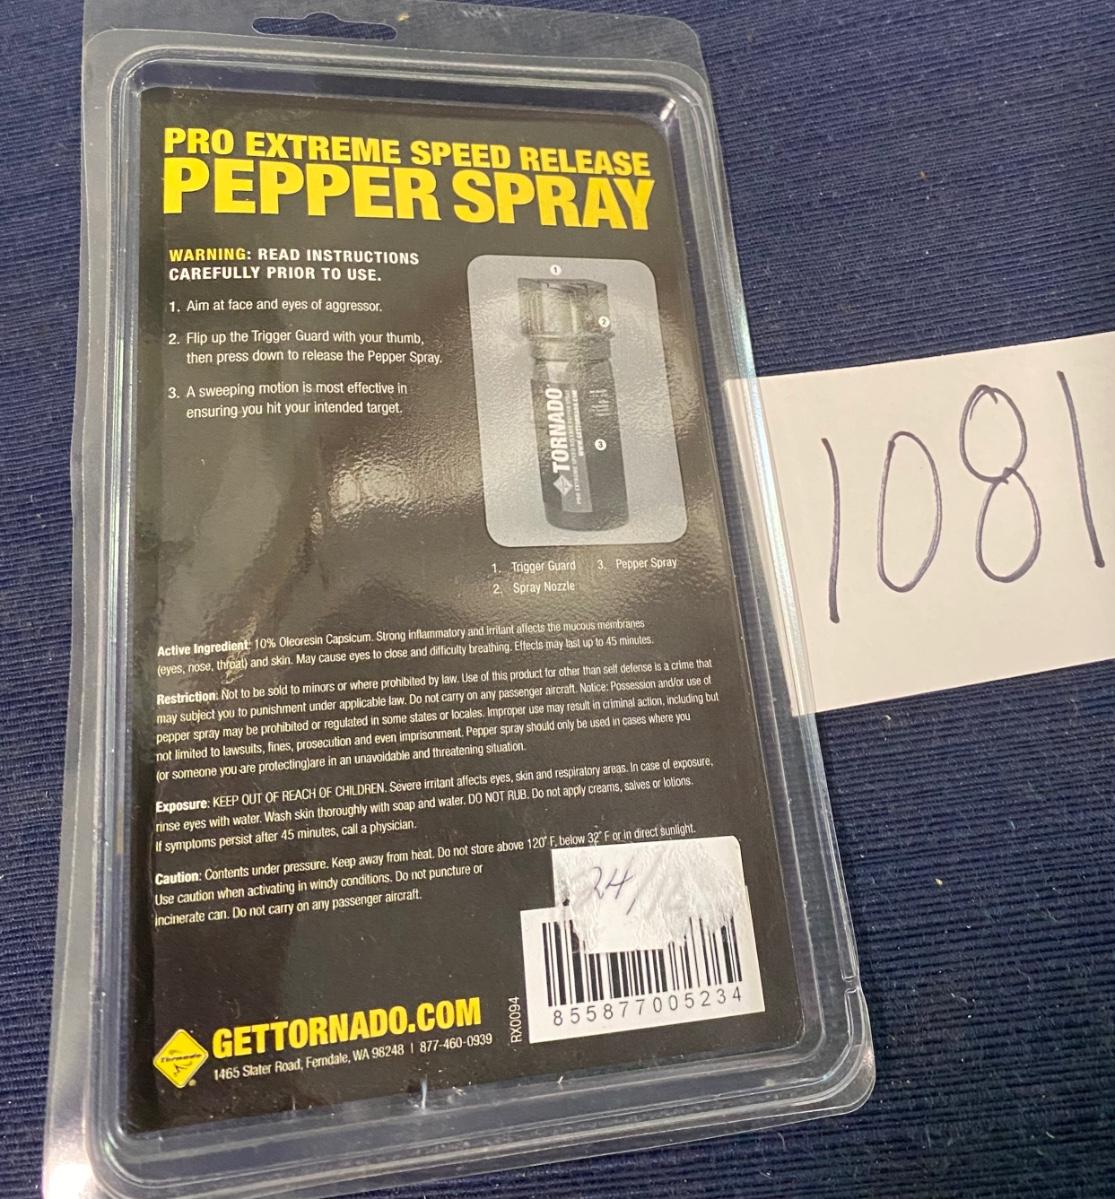 PRO EXTREME SPEED RELEASE
PEPPER SPRAY
WARNING: READ INSTRUCTIONS
CAREFULLY PRIOR TO USE.
1. Aim at face and eyes of aggressor.
2. Flip up the Trigger Guard with your thumb,
then press down to release the Pepper Spray.
3. A sweeping motion is most effective in
ensuring you hit your intended target.
1
2
3
TORNADO
1. Trigger Guard 3. Pepper Spray
2. Spray Nozzle
Active Ingredient: 10% Oleoresin Capsicum. Strong inflammatory and irritant affects the mucous membranes
(eyes, nose, throat) and skin. May cause eyes to close and difficulty breathing. Effects may last up to 45 minutes.
Restriction: Not to be sold to minors or where prohibited by law. Use of this product for other than self defense is a crime that
may subject you to punishment under applicable law. Do not carry on any passenger aircraft. Notice: Possession and/or use of
pepper spray may be prohibited or regulated in some states or locales. Improper use may result in criminal action, including but
not limited to lawsuits, fines, prosecution and even imprisonment. Pepper spray should only be used in cases where you
(or someone you are protecting)are in an unavoidable and threatening situation.
Exposure: KEEP OUT OF REACH OF CHILDREN. Severe irritant affects eyes, skin and respiratory areas. In case of exposure,
rinse eyes with water. Wash skin thoroughly with soap and water. DO NOT RUB. Do not apply creams, salves or lotions.
If symptoms persist after 45 minutes, call a physician.
Caution: Contents under pressure. Keep away from heat. Do not store above 120° F, below 32° F or in direct sunlight.
Use caution when activating in windy conditions. Do not puncture or
incinerate can. Do not carry on any passenger aircraft.
24/
855877005234
RX0094
GETTORNADO.COM
1465 Slater Road, Ferndale, WA 98248 | 877-460-0939
Tornado
1081